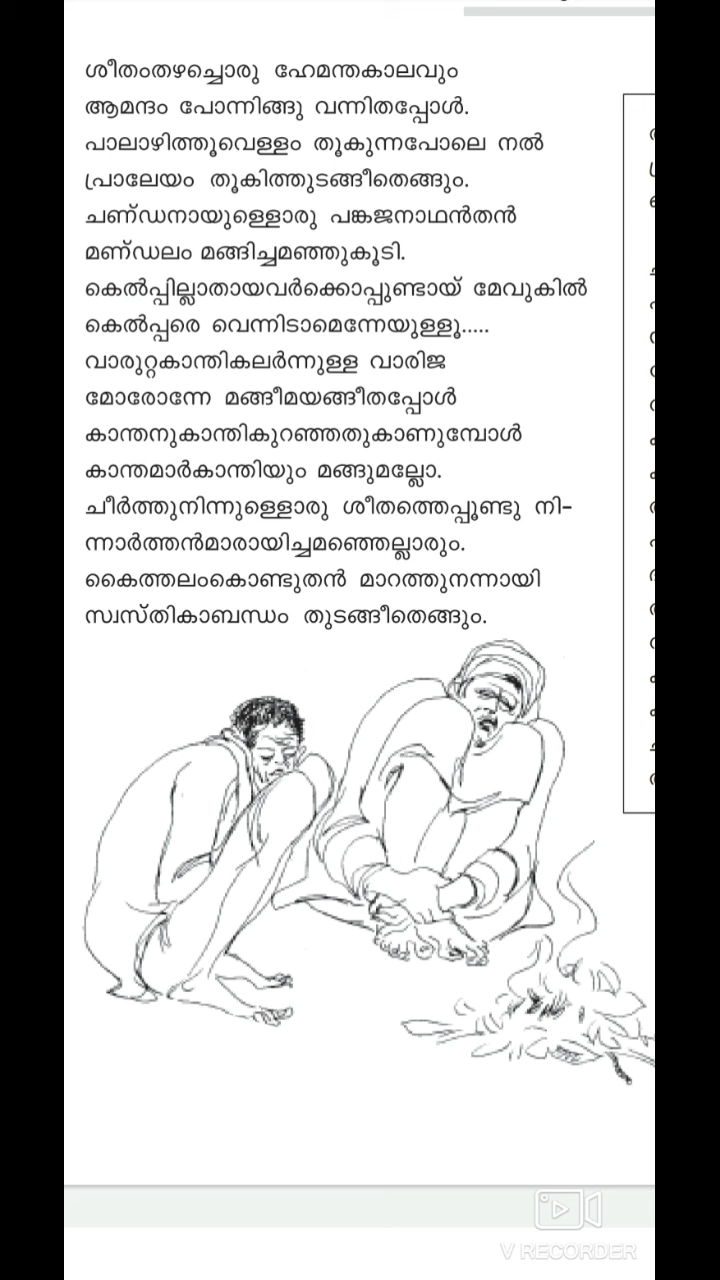 ശീതംതഴച്ചൊരു ഹേമന്തകാലവും
ആമന്ദം പോന്നിങ്ങു വന്നിതപ്പോൾ.
പാലാഴിത്തൂവെള്ളം തൂകുന്നപോലെ നൽ
പ്രാലേയം തൂകിത്തുടങ്ങീതെങ്ങും.
ചണ്ഡനായുള്ളൊരു പങ്കജനാഥൻതൻ
മണ്ഡലം മങ്ങിച്ചമഞ്ഞുകൂടി.
കെൽപ്പില്ലാതായവർക്കൊപ്പുണ്ടായ് മേവുകിൽ
കെൽപ്പരെ വെന്നിടാമെന്നേയുള്ളൂ.....
വാരുറ്റകാന്തികലർന്നുള്ള വാരിജ
മോരോന്നേ മങ്ങീമയങ്ങീതപ്പോൾ
കാന്തനുകാന്തികുറഞ്ഞതുകാണുമ്പോൾ
കാന്തമാർകാന്തിയും മങ്ങുമല്ലോ.
ചീർത്തുനിന്നുള്ളൊരു ശീതത്തെപ്പൂണ്ടു നി-
ന്നാർത്തൻമാരായിച്ചമഞ്ഞെല്ലാരും.
കൈത്തലംകൊണ്ടുതൻ മാറത്തുനന്നായി
സ്വസ്തികാബന്ധം തുടങ്ങീതെങ്ങും.
V RECORDER